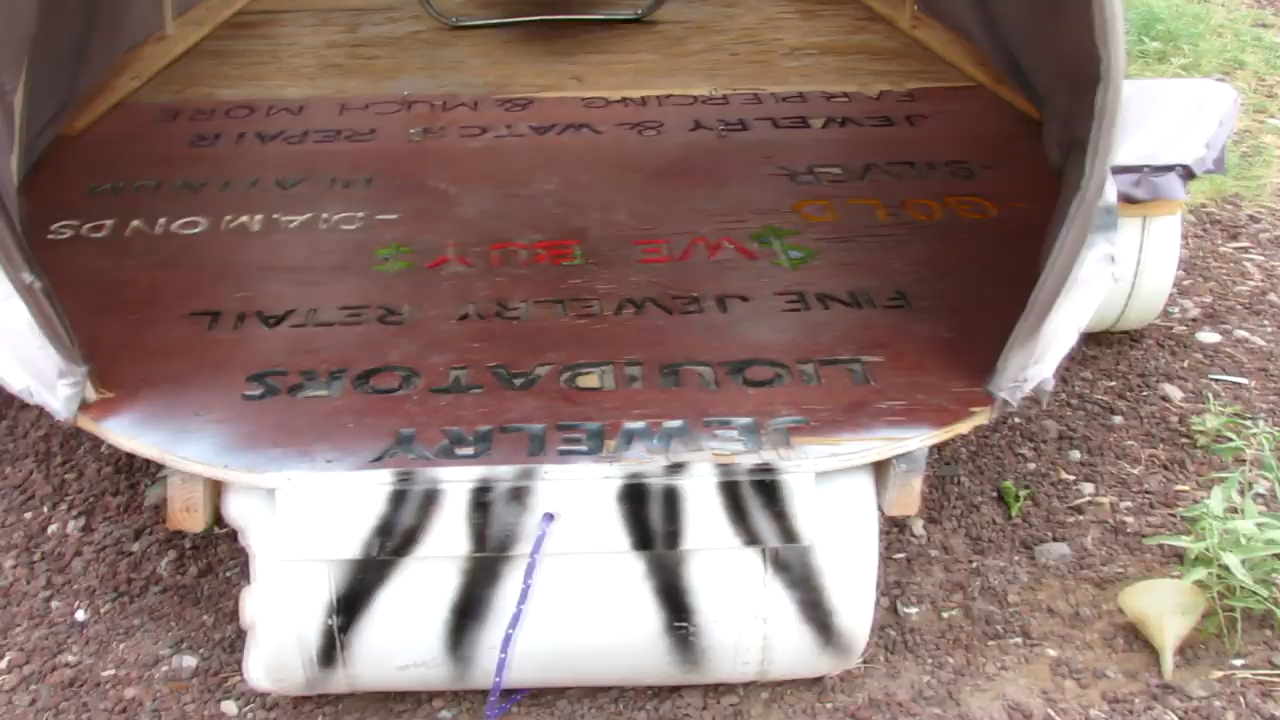 JEWELRY
LIQUIDATORS
FINE JEWELRY RETAIL
$WE BUY$
-GOLD -DIAMONDS
-SILVER -PLATINUM
JEWELRY & WATCH REPAIR
EAR PIERCING & MUCH MORE